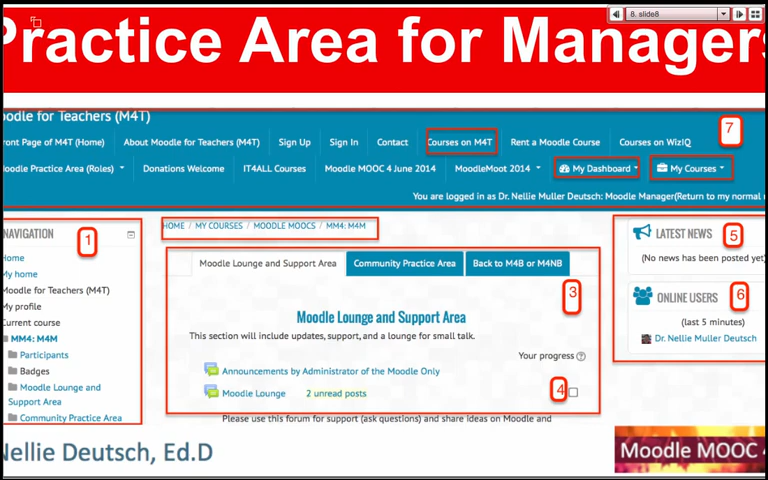 8. slide8
Practice Area for Managers
oodle for Teachers (M4T)
7
ront Page of M4T (Home) About Moodle for Teachers (M4T) Sign Up Sign In Contact Courses on M4T Rent a Moodle Course Courses on WizIQ
oodle Practice Area (Roles) Donations Welcome IT4ALL Courses Moodle MOOC 4 June 2014 MoodleMoot 2014 My Dashboard My Courses
You are logged in as Dr. Nellie Muller Deutsch: Moodle Manager(Return to my normal
NAVIGATION
1
Home
My home
Moodle for Teachers (M4T)
My profile
Current course
MM4: M4M
Participants
Badges
Moodle Lounge and
Support Area
Community Practice Area
HOME / MY COURSES / MOODLE MOOCS / MM4: M4M
Moodle Lounge and Support Area Community Practice Area Back to M4B or M4NB
3
Moodle Lounge and Support Area
This section will include updates, support, and a lounge for small talk.
Your progress
Announcements by Administrator of the Moodle Only
Moodle Lounge 2 unread posts
4
Please use this forum for support (ask questions) and share ideas on Moodle and
LATEST NEWS
5
(No news has been posted yet)
ONLINE USERS
6
(last 5 minutes)
Dr. Nellie Muller Deutsch
Nellie Deutsch, Ed.D
Moodle MOOC 4